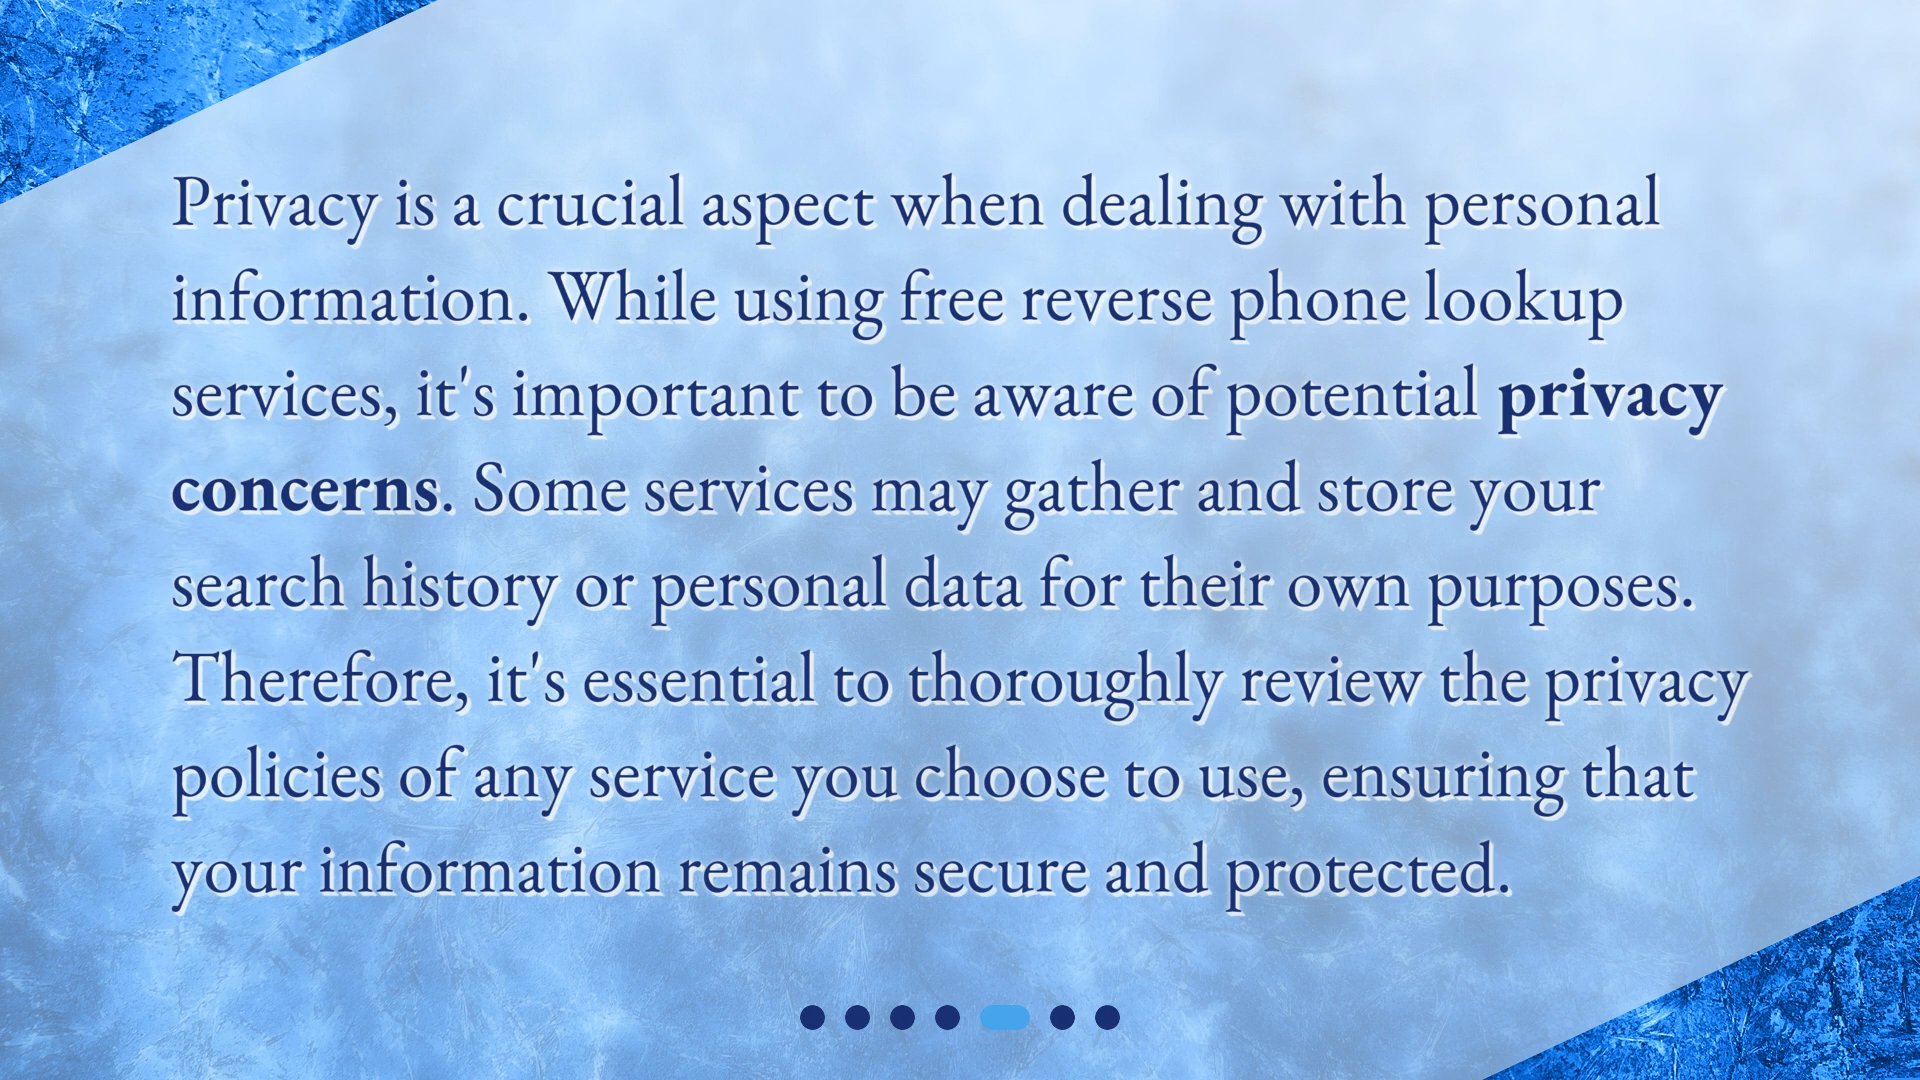 Privacy is a crucial aspect when dealing with personal
information. While using free reverse phone lookup
services, it's important to be aware of potential privacy
concerns. Some services may gather and store your
search history or personal data for their own purposes.
Therefore, it's essential to thoroughly review the privacy
policies of any service you choose to use, ensuring that
your information remains secure and protected.